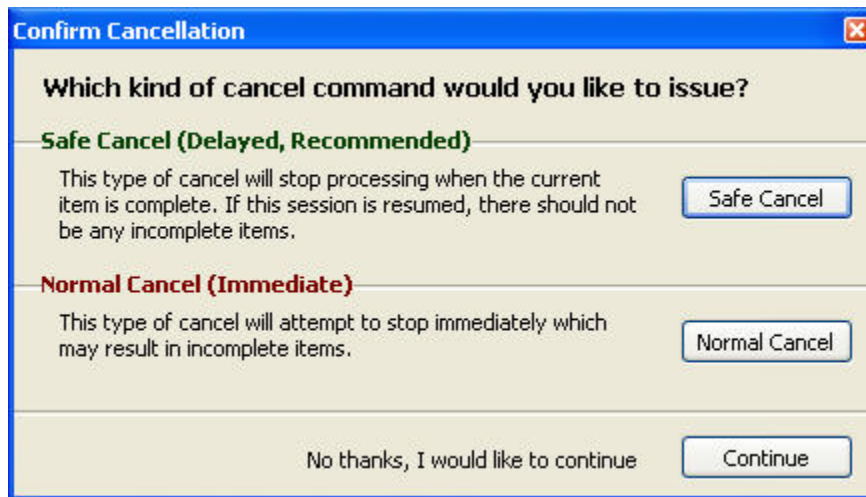 Confirm Cancellation
Which kind of cancel command would you like to issue?
Safe Cancel (Delayed, Recommended)
This type of cancel will stop processing when the current
item is complete. If this session is resumed, there should not
be any incomplete items.
Safe Cancel
Normal Cancel (Immediate)
This type of cancel will attempt to stop immediately which
may result in incomplete items.
Normal Cancel
No thanks, I would like to continue
Continue